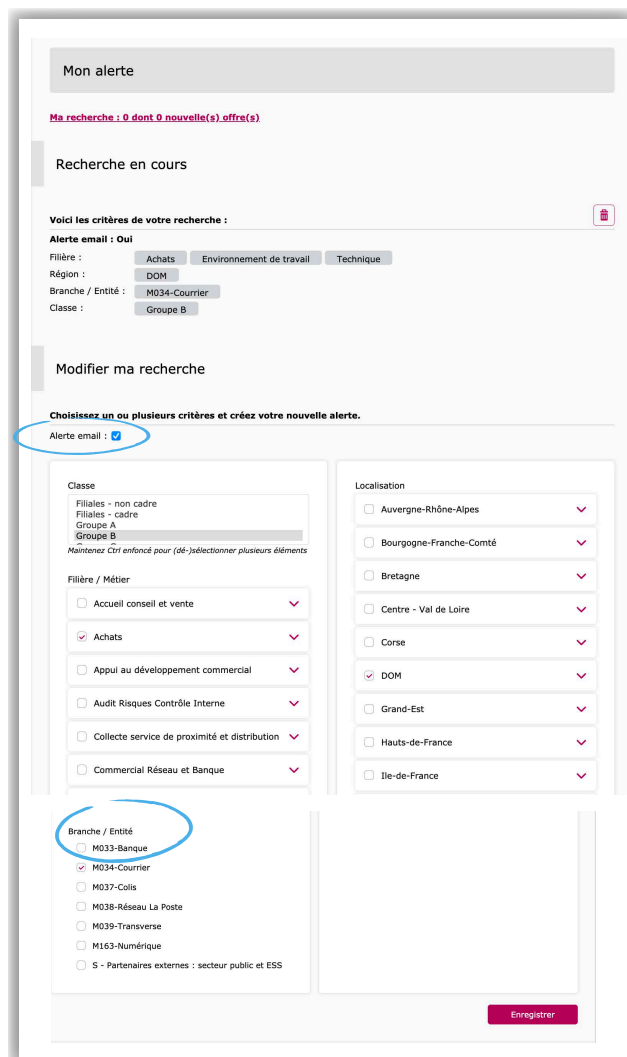 Mon alerte
Ma recherche : 0 dont 0 nouvelle(s) offre(s)
Recherche en cours
Voici les critères de votre recherche :
Alerte email : Oui
Filière : Achats Environnement de travail Technique
Région : DOM
Branche / Entité : M034-Courrier
Classe : Groupe B
Modifier ma recherche
Choisissez un ou plusieurs critères et créez votre nouvelle alerte.
Alerte email :
Classe
Filiales - non cadre
Filiales - cadre
Groupe A
Groupe B
Maintenez Ctrl enfoncé pour (dé-)sélectionner plusieurs éléments
Filière / Métier
Accueil conseil et vente
Achats
Appui au développement commercial
Audit Risques Contrôle Interne
Collecte service de proximité et distribution
Commercial Réseau et Banque
Localisation
Auvergne-Rhône-Alpes
Bourgogne-Franche-Comté
Bretagne
Centre - Val de Loire
Corse
DOM
Grand-Est
Hauts-de-France
Ile-de-France
Branche / Entité
M033-Banque
M034-Courrier
M037-Colis
M038-Réseau La Poste
M039-Transverse
M163-Numérique
S - Partenaires externes : secteur public et ESS
Enregistrer